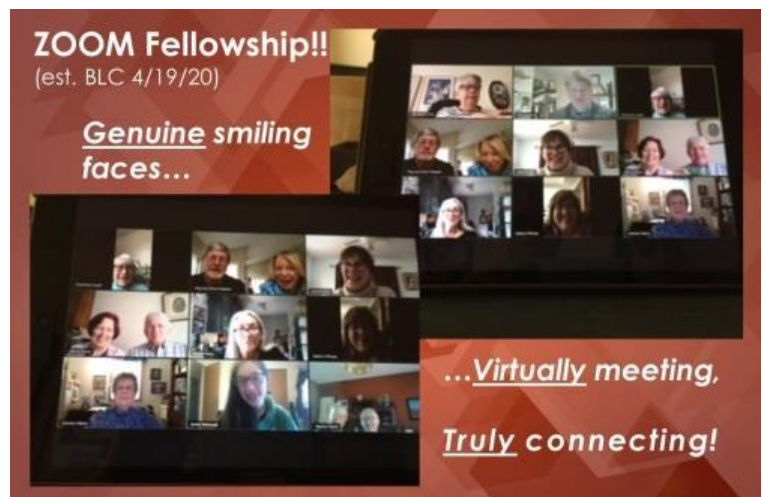 ZOOM Fellowship!!
(est. BLC 4/19/20)
Genuine smiling
faces...
...Virtually meeting,
Truly connecting!